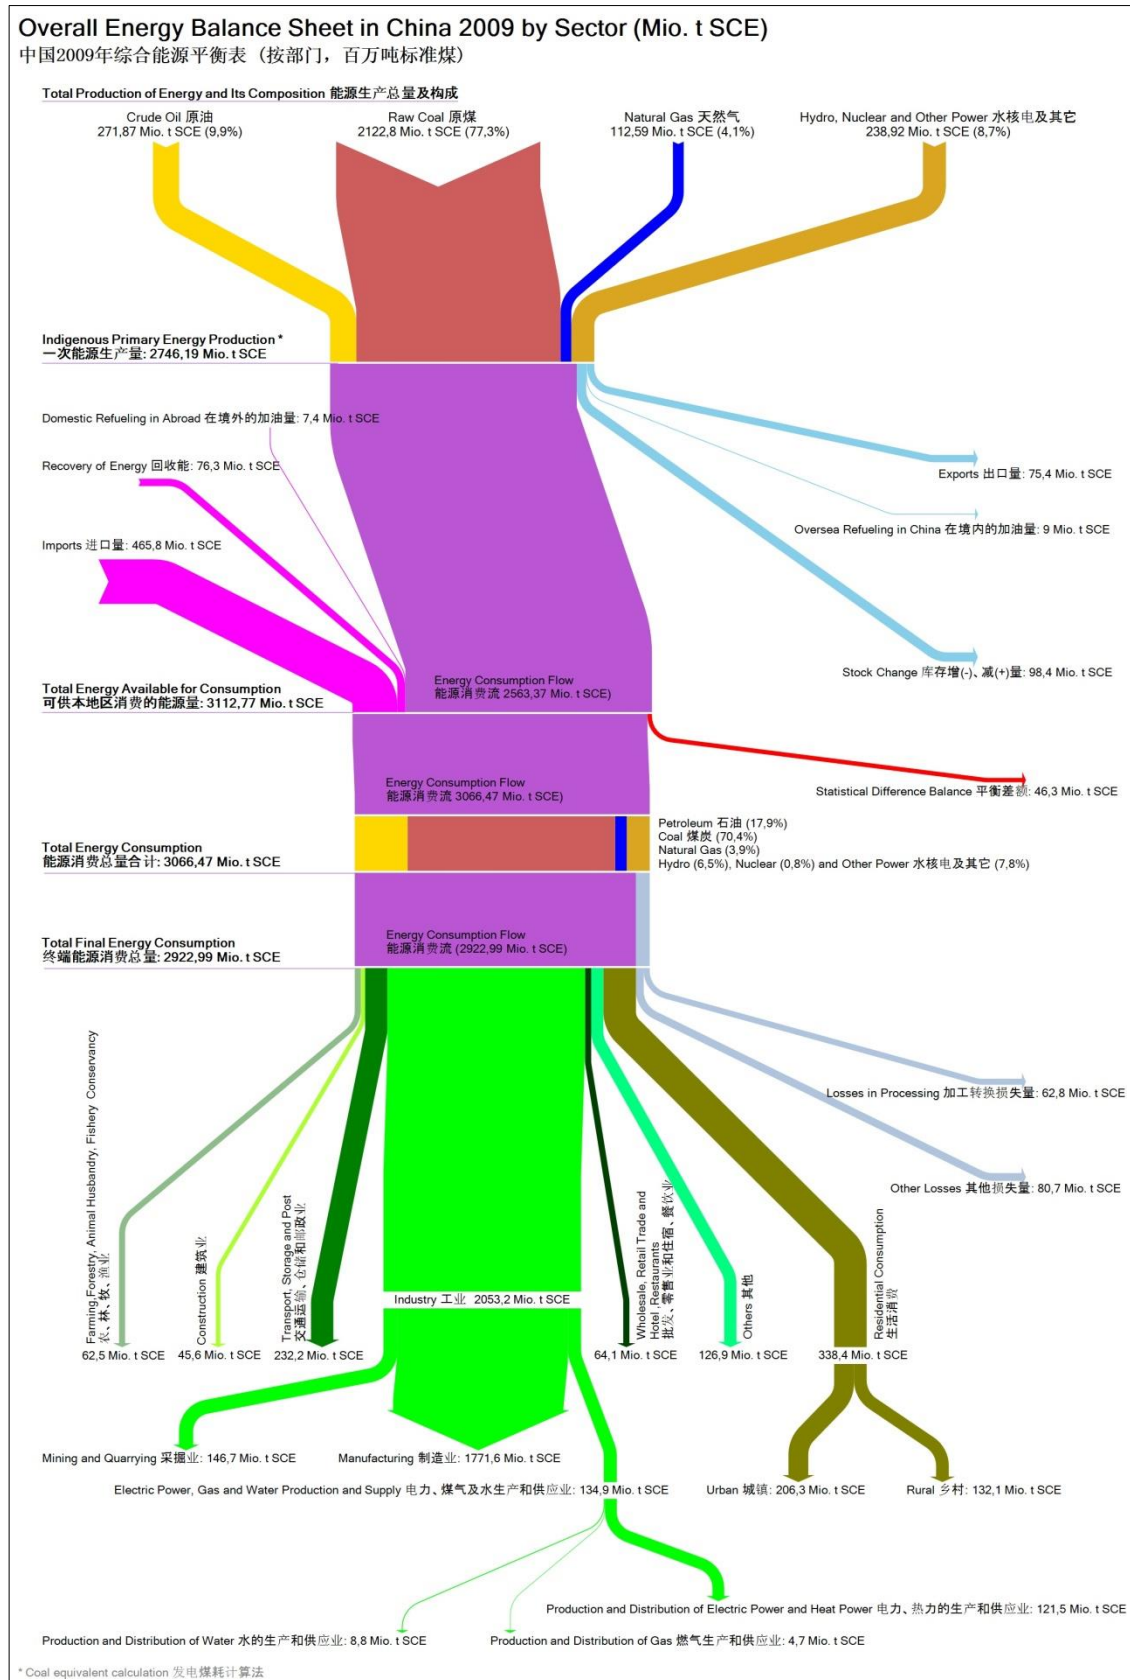 Overall Energy Balance Sheet in China 2009 by Sector (Mio. t SCE)
中国2009年综合能源平衡表（按部门，百万吨标准煤）
Total Production of Energy and Its Composition 能源生产总量及构成
Crude Oil 原油
271,87 Mio. t SCE (9,9%)
Raw Coal 原煤
2122,8 Mio. t SCE (77,3%)
Natural Gas 天然气
112,59 Mio. t SCE (4,1%)
Hydro, Nuclear and Other Power 水核电及其它
238,92 Mio. t SCE (8,7%)
Indigenous Primary Energy Production *
一次能源生产量: 2746,19 Mio. t SCE
Domestic Refueling in Abroad 在境外的加油量: 7,4 Mio. t SCE
Recovery of Energy 回收能: 76,3 Mio. t SCE
Exports 出口量: 75,4 Mio. t SCE
Oversea Refueling in China 在境内的加油量: 9 Mio. t SCE
Imports 进口量: 465,8 Mio. t SCE
Stock Change 库存增(-)、减(+)量: 98,4 Mio. t SCE
Energy Consumption Flow
能源消费流 2563,37 Mio. t SCE)
Total Energy Available for Consumption
可供本地区消费的能源量: 3112,77 Mio. t SCE
Energy Consumption Flow
能源消费流 3066,47 Mio. t SCE)
Statistical Difference Balance 平衡差额: 46,3 Mio. t SCE
Petroleum 石油 (17,9%)
Coal 煤炭 (70,4%)
Natural Gas (3,9%)
Hydro (6,5%), Nuclear (0,8%) and Other Power 水核电及其它 (7,8%)
Total Energy Consumption
能源消费总量合计: 3066,47 Mio. t SCE
Energy Consumption Flow
能源消费流 (2922,99 Mio. t SCE)
Total Final Energy Consumption
终端能源消费总量: 2922,99 Mio. t SCE
Losses in Processing 加工转换损失量: 62,8 Mio. t SCE
Other Losses 其他损失量: 80,7 Mio. t SCE
Farming,Forestry, Animal Husbandry, Fishery Conservancy
农、林、牧、渔业
62,5 Mio. t SCE
Construction 建筑业
45,6 Mio. t SCE
Transport, Storage and Post
交通运输、仓储和邮政业
232,2 Mio. t SCE
Industry 工业 2053,2 Mio. t SCE
Wholesale, Retail Trade and
Hotel ,Restaurants
批发、零售业和住宿、餐饮业
64,1 Mio. t SCE
Others 其他
126,9 Mio. t SCE
Residential Consumption
生活消费
338,4 Mio. t SCE
Mining and Quarrying 采掘业: 146,7 Mio. t SCE
Manufacturing 制造业: 1771,6 Mio. t SCE
Electric Power, Gas and Water Production and Supply 电力、煤气及水生产和供应业: 134,9 Mio. t SCE
Urban 城镇: 206,3 Mio. t SCE
Rural 乡村: 132,1 Mio. t SCE
Production and Distribution of Electric Power and Heat Power 电力、热力的生产和供应业: 121,5 Mio. t SCE
Production and Distribution of Water 水的生产和供应业: 8,8 Mio. t SCE
Production and Distribution of Gas 燃气生产和供应业: 4,7 Mio. t SCE
* Coal equivalent calculation 发电煤耗计算法